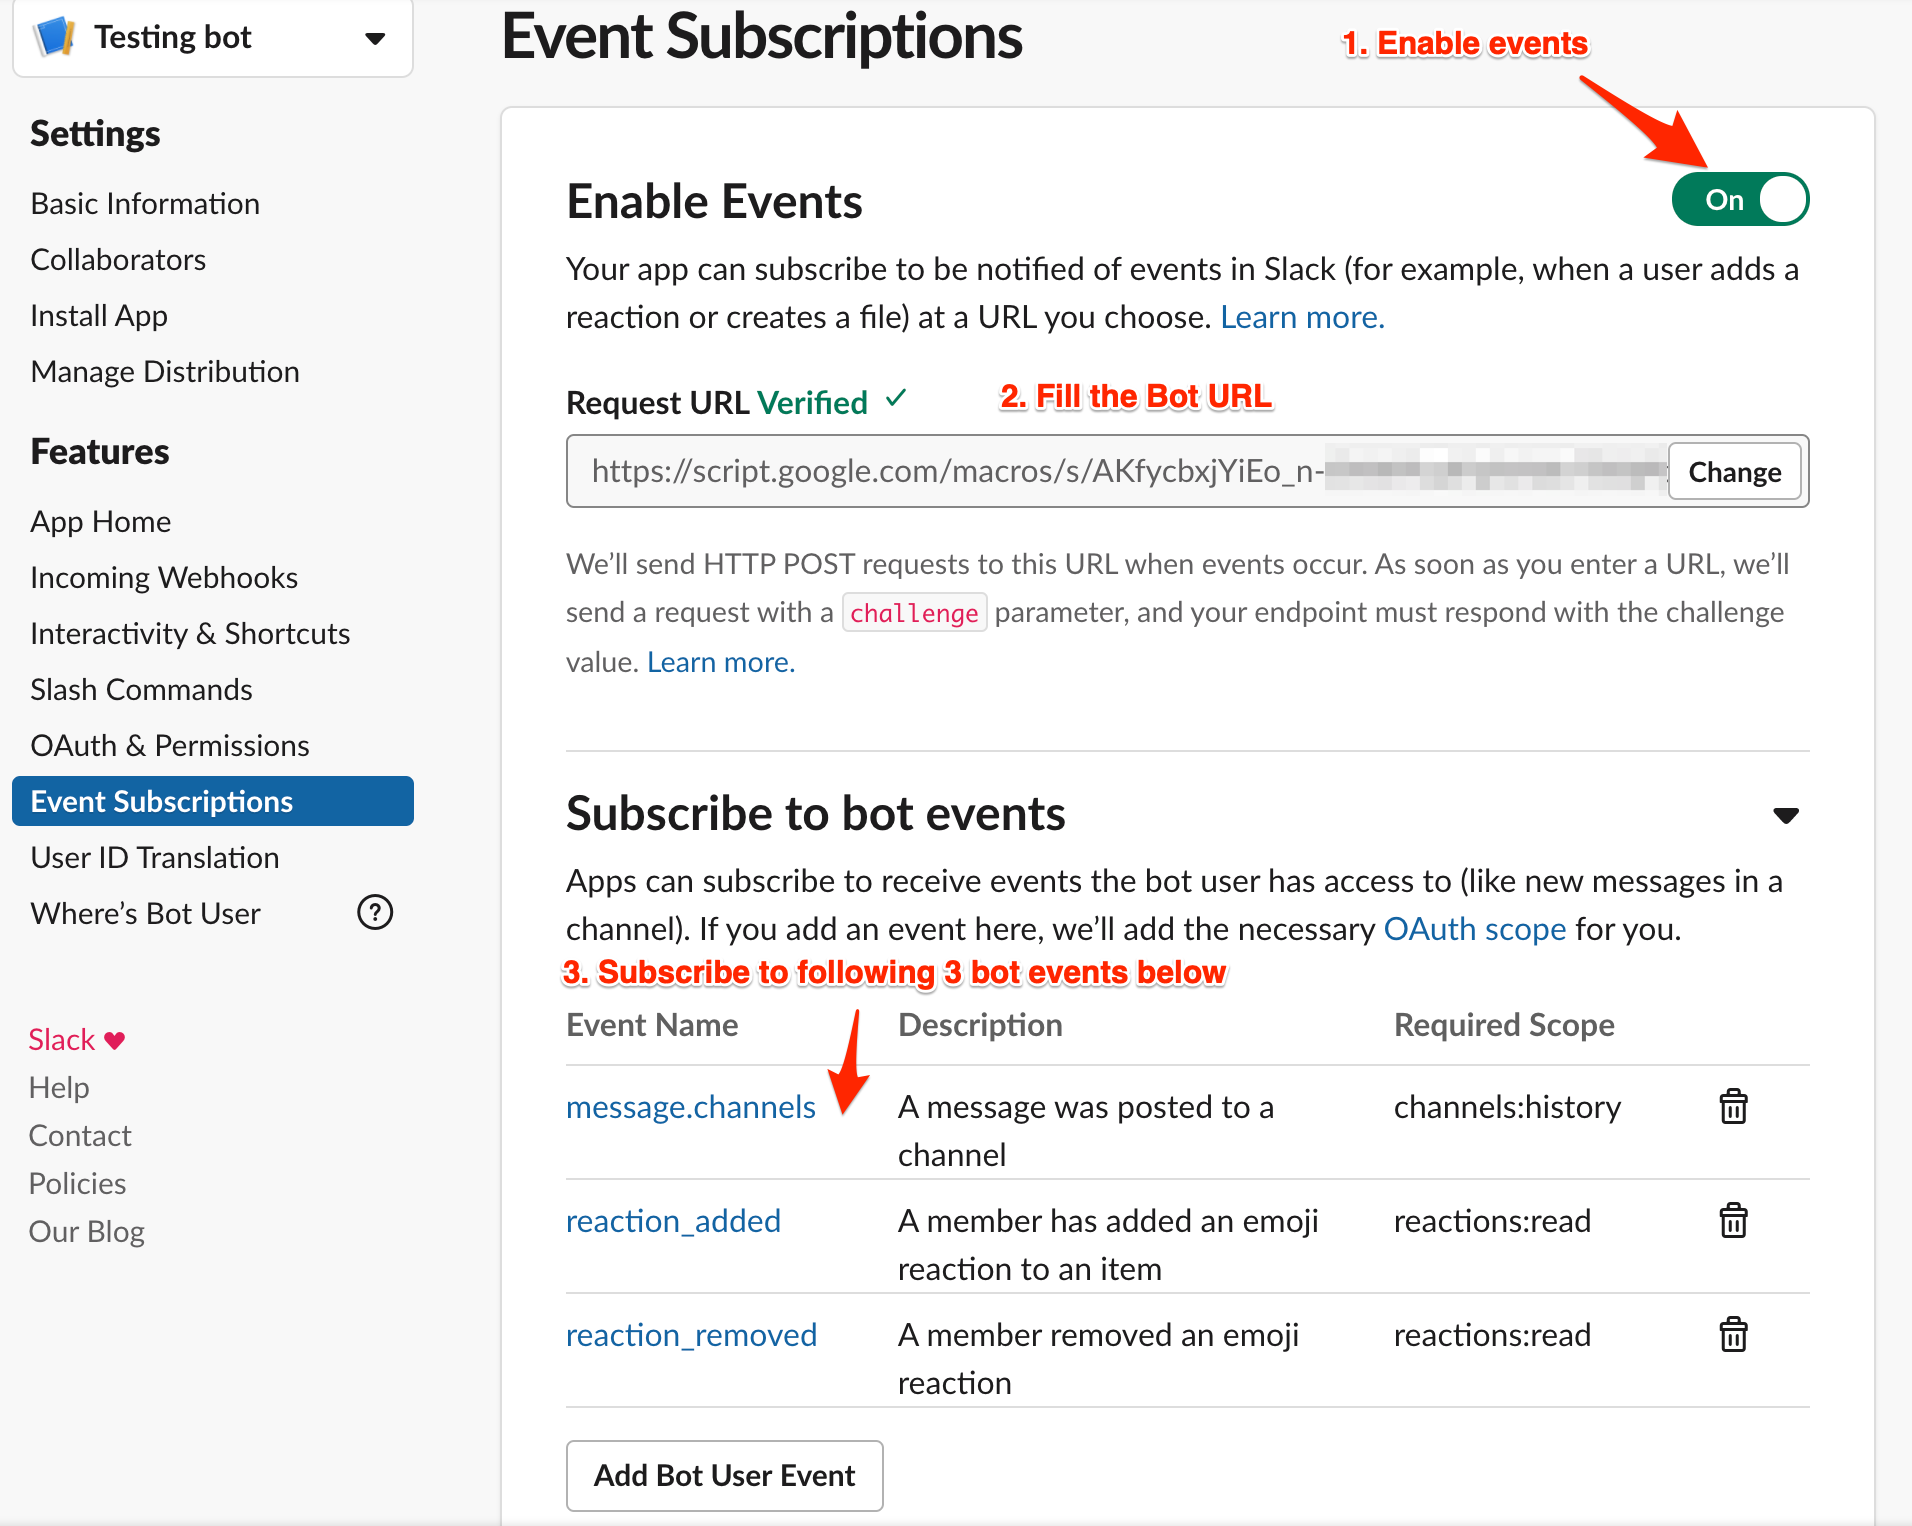 Testing bot
Settings
Basic Information
Collaborators
Install App
Manage Distribution
Features
App Home
Incoming Webhooks
Interactivity & Shortcuts
Slash Commands
OAuth & Permissions
Event Subscriptions
User ID Translation
Where’s Bot User
?
Slack
Help
Contact
Policies
Our Blog
Event Subscriptions
1. Enable events
Enable Events
On
Your app can subscribe to be notified of events in Slack (for example, when a user adds a
reaction or creates a file) at a URL you choose. Learn more.
Request URL Verified ✓
2. Fill the Bot URL
https://script.google.com/macros/s/AKfycbxjYiEo_n-
Change
We’ll send HTTP POST requests to this URL when events occur. As soon as you enter a URL, we’ll
send a request with a challenge parameter, and your endpoint must respond with the challenge
value. Learn more.
Subscribe to bot events
Apps can subscribe to receive events the bot user has access to (like new messages in a
channel). If you add an event here, we’ll add the necessary OAuth scope for you.
3. Subscribe to following 3 bot events below
Event Name Description Required Scope
message.channels A message was posted to a channels:history
channel
reaction_added A member has added an emoji reactions:read
reaction to an item
reaction_removed A member removed an emoji reactions:read
reaction
Add Bot User Event